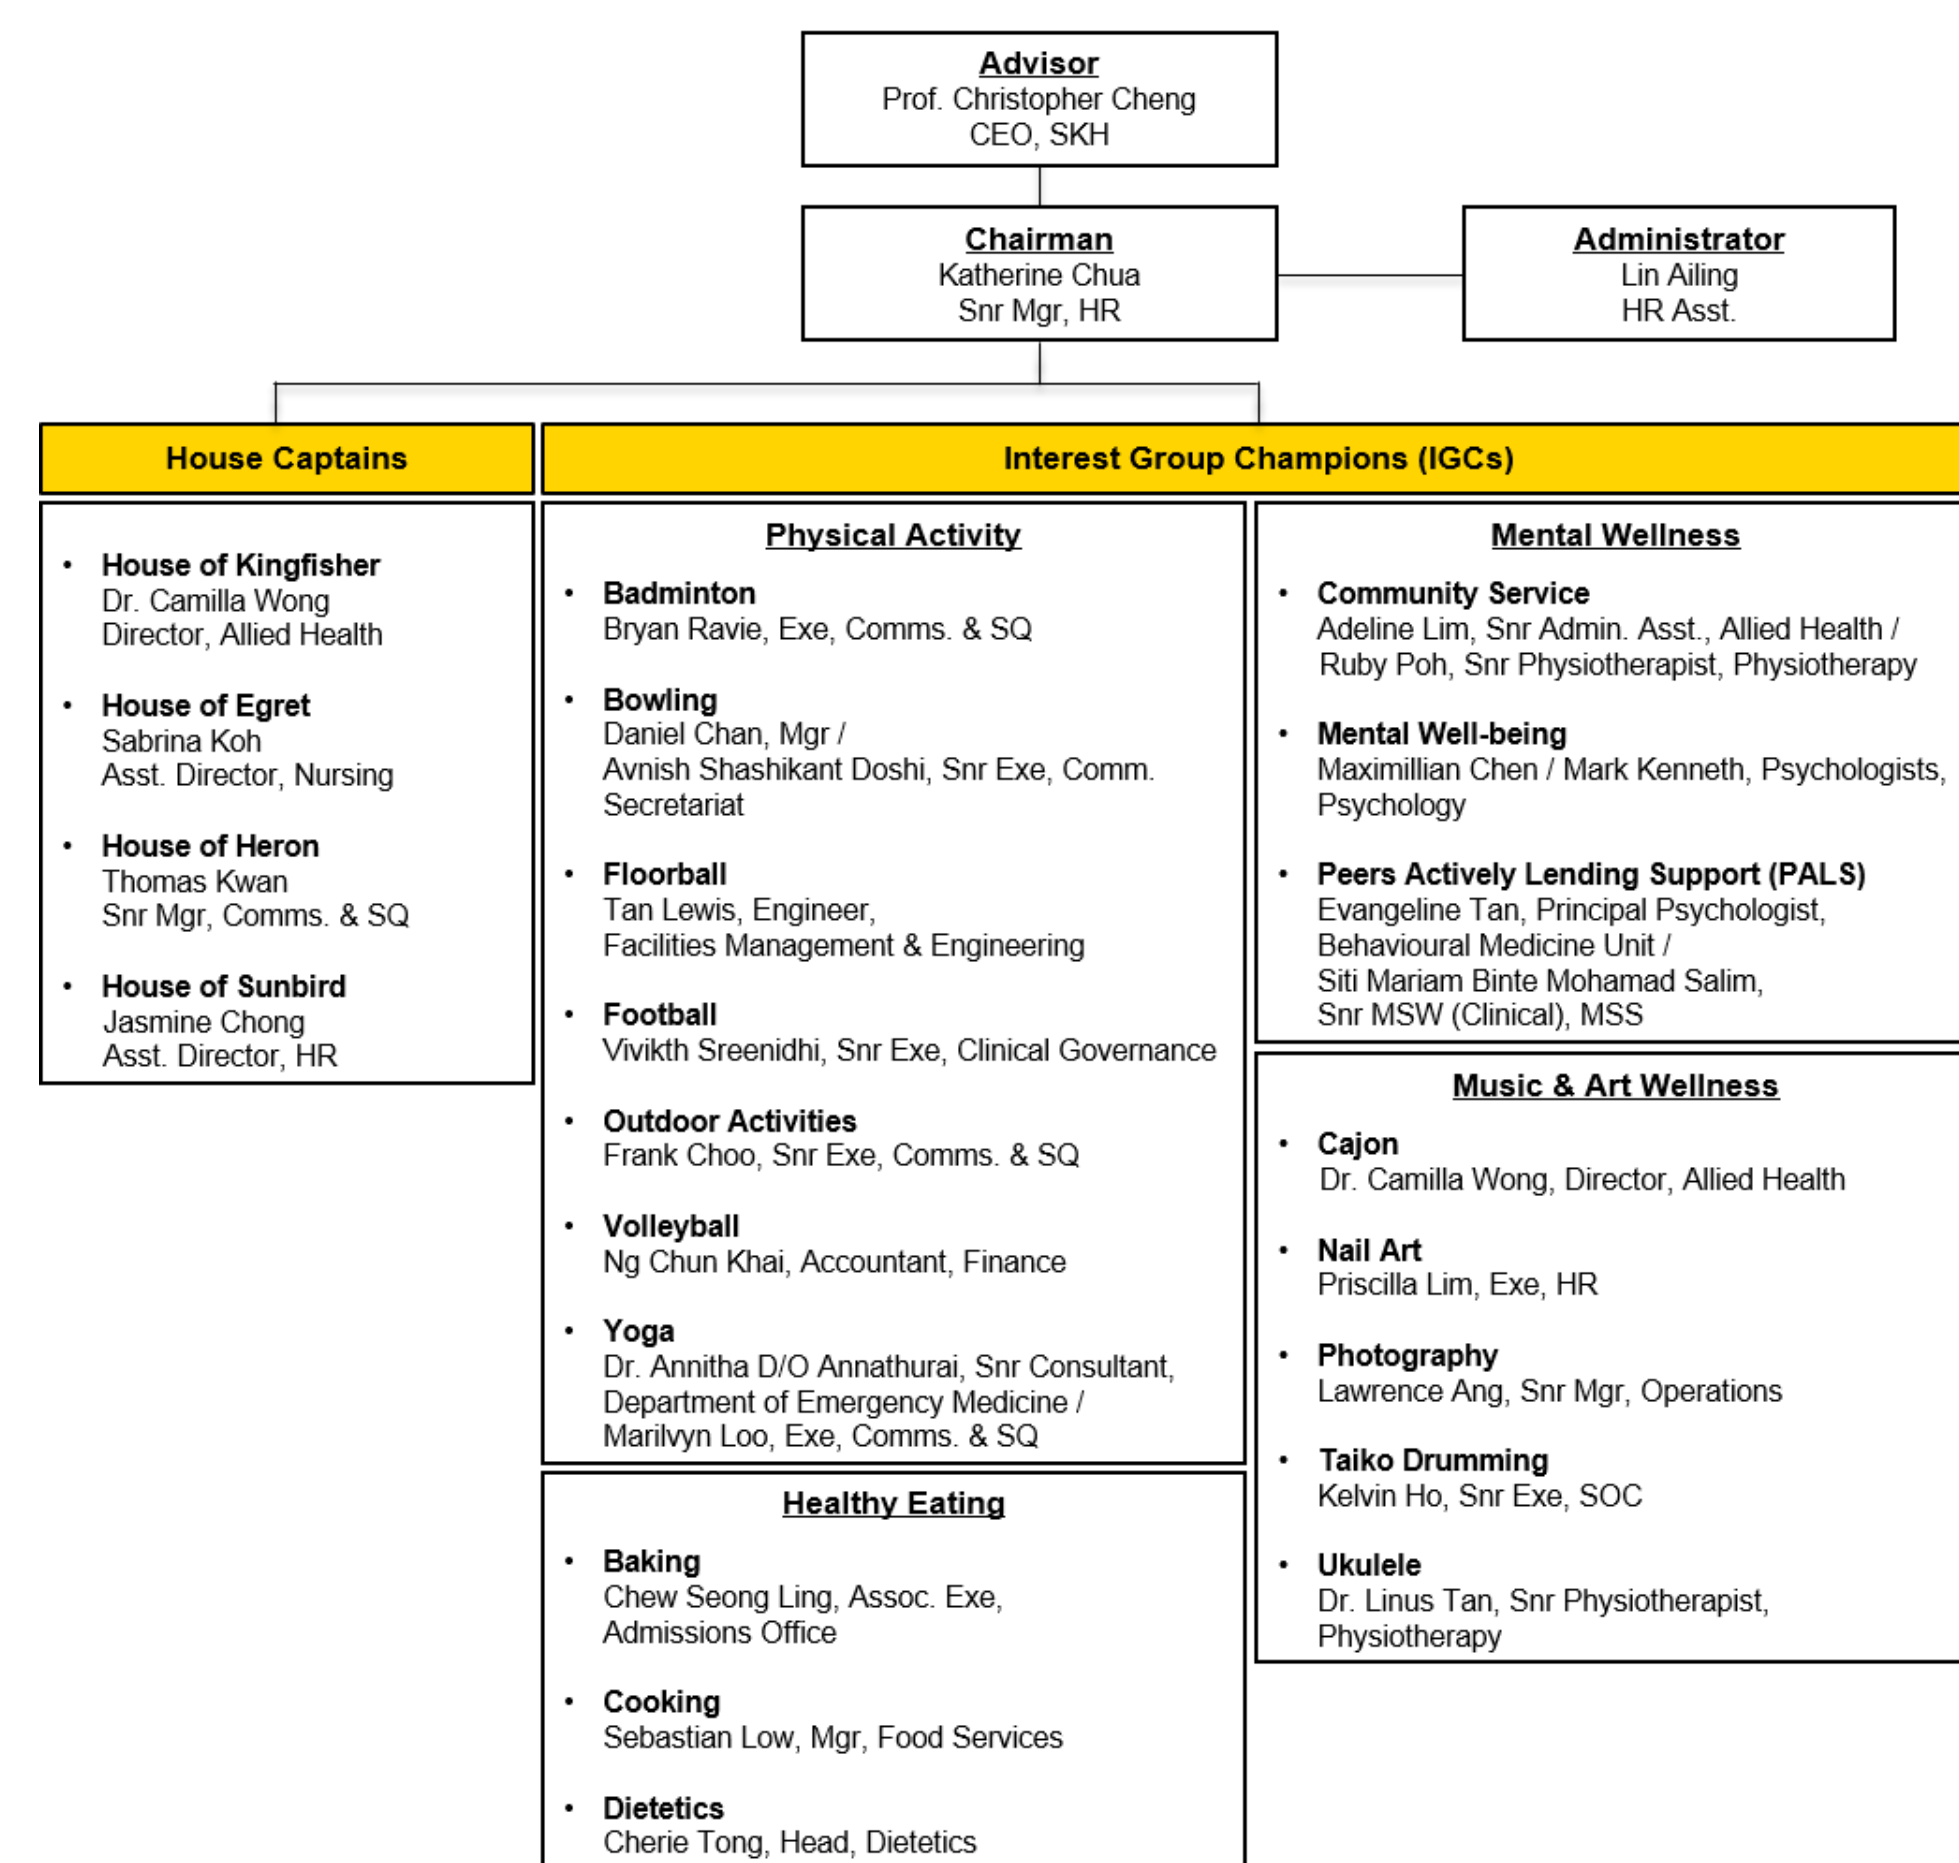 Advisor
Prof. Christopher Cheng
CEO, SKH
Chairman
Katherine Chua
Snr Mgr, HR
Administrator
Lin Ailing
HR Asst.
House Captains
• House of Kingfisher
Dr. Camilla Wong
Director, Allied Health
• House of Egret
Sabrina Koh
Asst. Director, Nursing
• House of Heron
Thomas Kwan
Snr Mgr, Comms. & SQ
• House of Sunbird
Jasmine Chong
Asst. Director, HR
Interest Group Champions (IGCs)
Physical Activity
• Badminton
Bryan Ravie, Exe, Comms. & SQ
• Bowling
Daniel Chan, Mgr /
Avnish Shashikant Doshi, Snr Exe, Comm.
Secretariat
• Floorball
Tan Lewis, Engineer,
Facilities Management & Engineering
• Football
Vivikth Sreenidhi, Snr Exe, Clinical Governance
• Outdoor Activities
Frank Choo, Snr Exe, Comms. & SQ
• Volleyball
Ng Chun Khai, Accountant, Finance
• Yoga
Dr. Annitha D/O Annathurai, Snr Consultant,
Department of Emergency Medicine /
Marilvyn Loo, Exe, Comms. & SQ
Healthy Eating
• Baking
Chew Seong Ling, Assoc. Exe,
Admissions Office
• Cooking
Sebastian Low, Mgr, Food Services
• Dietetics
Cherie Tong, Head, Dietetics
Mental Wellness
• Community Service
Adeline Lim, Snr Admin. Asst., Allied Health /
Ruby Poh, Snr Physiotherapist, Physiotherapy
• Mental Well-being
Maximillian Chen / Mark Kenneth, Psychologists,
Psychology
• Peers Actively Lending Support (PALS)
Evangeline Tan, Principal Psychologist,
Behavioural Medicine Unit /
Siti Mariam Binte Mohamad Salim,
Snr MSW (Clinical), MSS
Music & Art Wellness
• Cajon
Dr. Camilla Wong, Director, Allied Health
• Nail Art
Priscilla Lim, Exe, HR
• Photography
Lawrence Ang, Snr Mgr, Operations
• Taiko Drumming
Kelvin Ho, Snr Exe, SOC
• Ukulele
Dr. Linus Tan, Snr Physiotherapist,
Physiotherapy